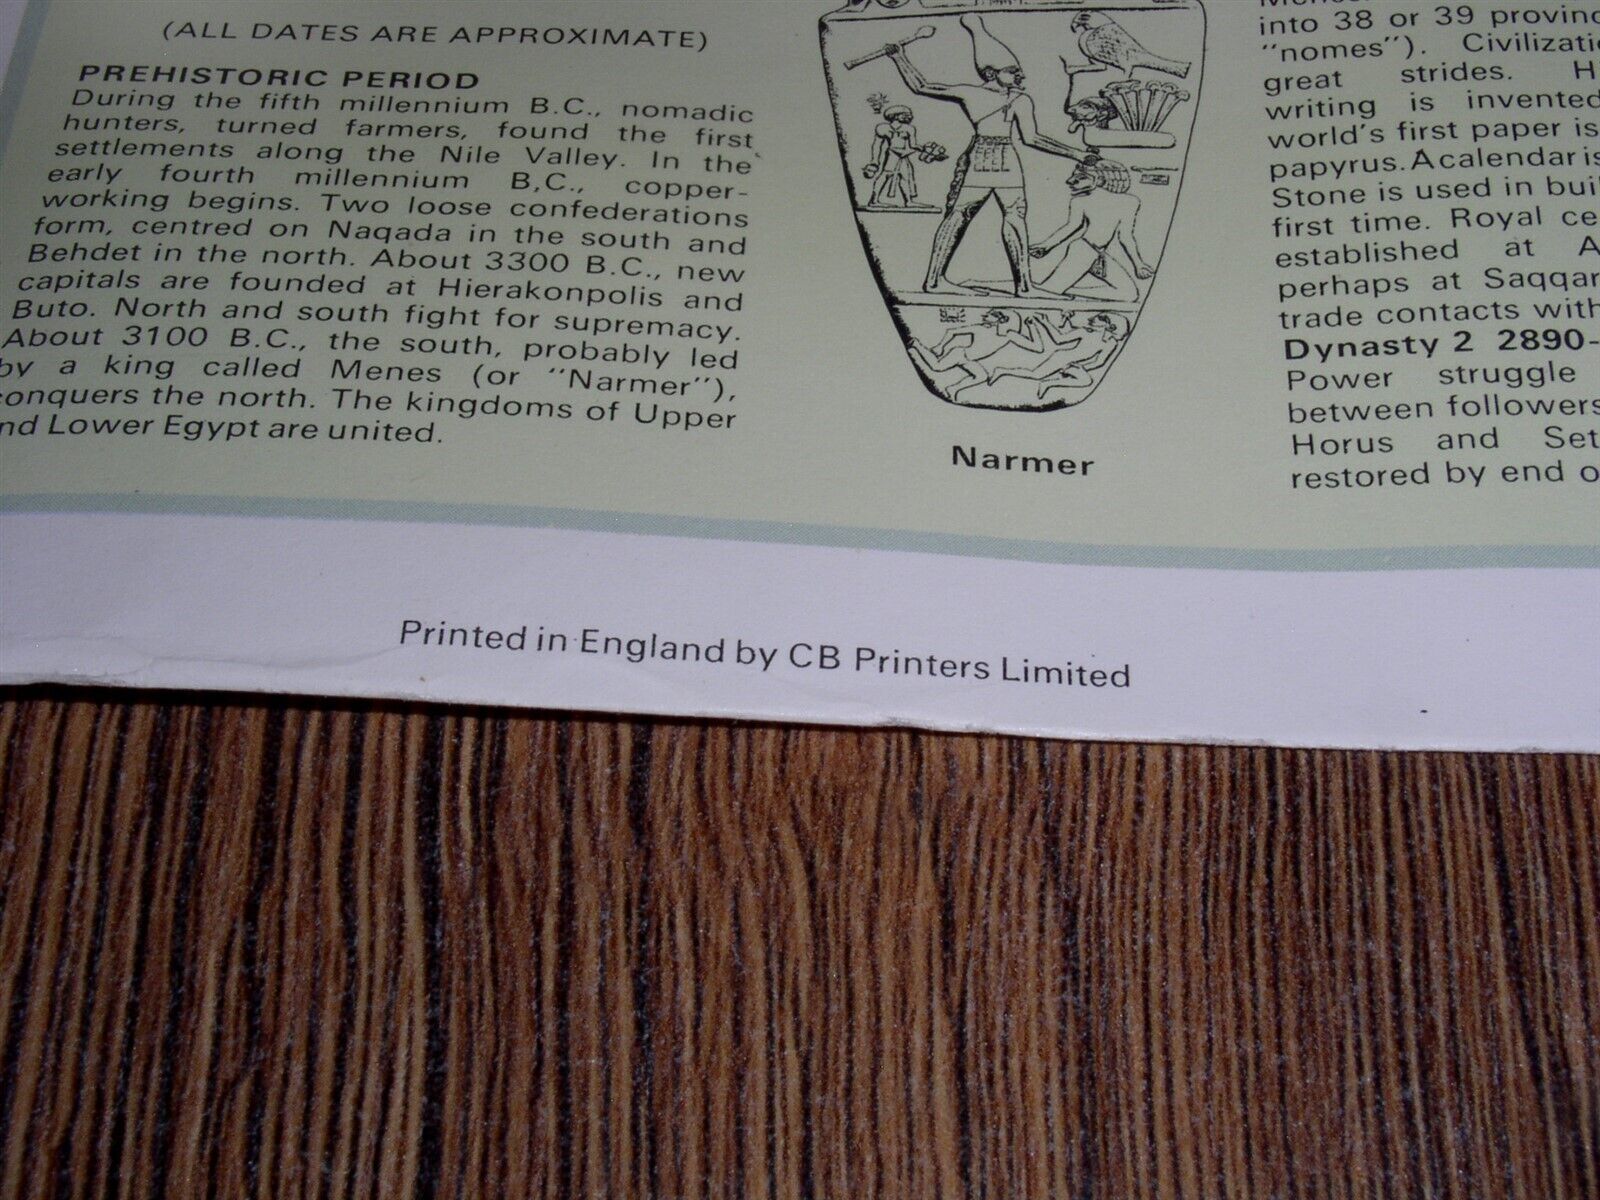 (ALL DATES ARE APPROXIMATE)
PREHISTORIC PERIOD
During the fifth millennium B.C., nomadic
hunters, turned farmers, found the first
settlements along the Nile Valley. In the
early fourth millennium B,C., copper-
working begins. Two loose confederations
form, centred on Naqada in the south and
Behdet in the north. About 3300 B.C., new
capitals are founded at Hierakonpolis and
Buto. North and south fight for supremacy.
About 3100 B.C., the south, probably led
by a king called Menes (or "Narmer"),
conquers the north. The kingdoms of Upper
nd Lower Egypt are united.
Narmer
into 38 or 39 provinc
"nomes"). Civilizati
great strides. H
writing is invented
world's first paper is
papyrus. A calendar is
Stone is used in buil
first time. Royal ce
established at A
perhaps at Saqqar
trade contacts with
Dynasty 2 2890-
Power struggle
between followers
Horus and Set
restored by end o
Printed in England by CB Printers Limited